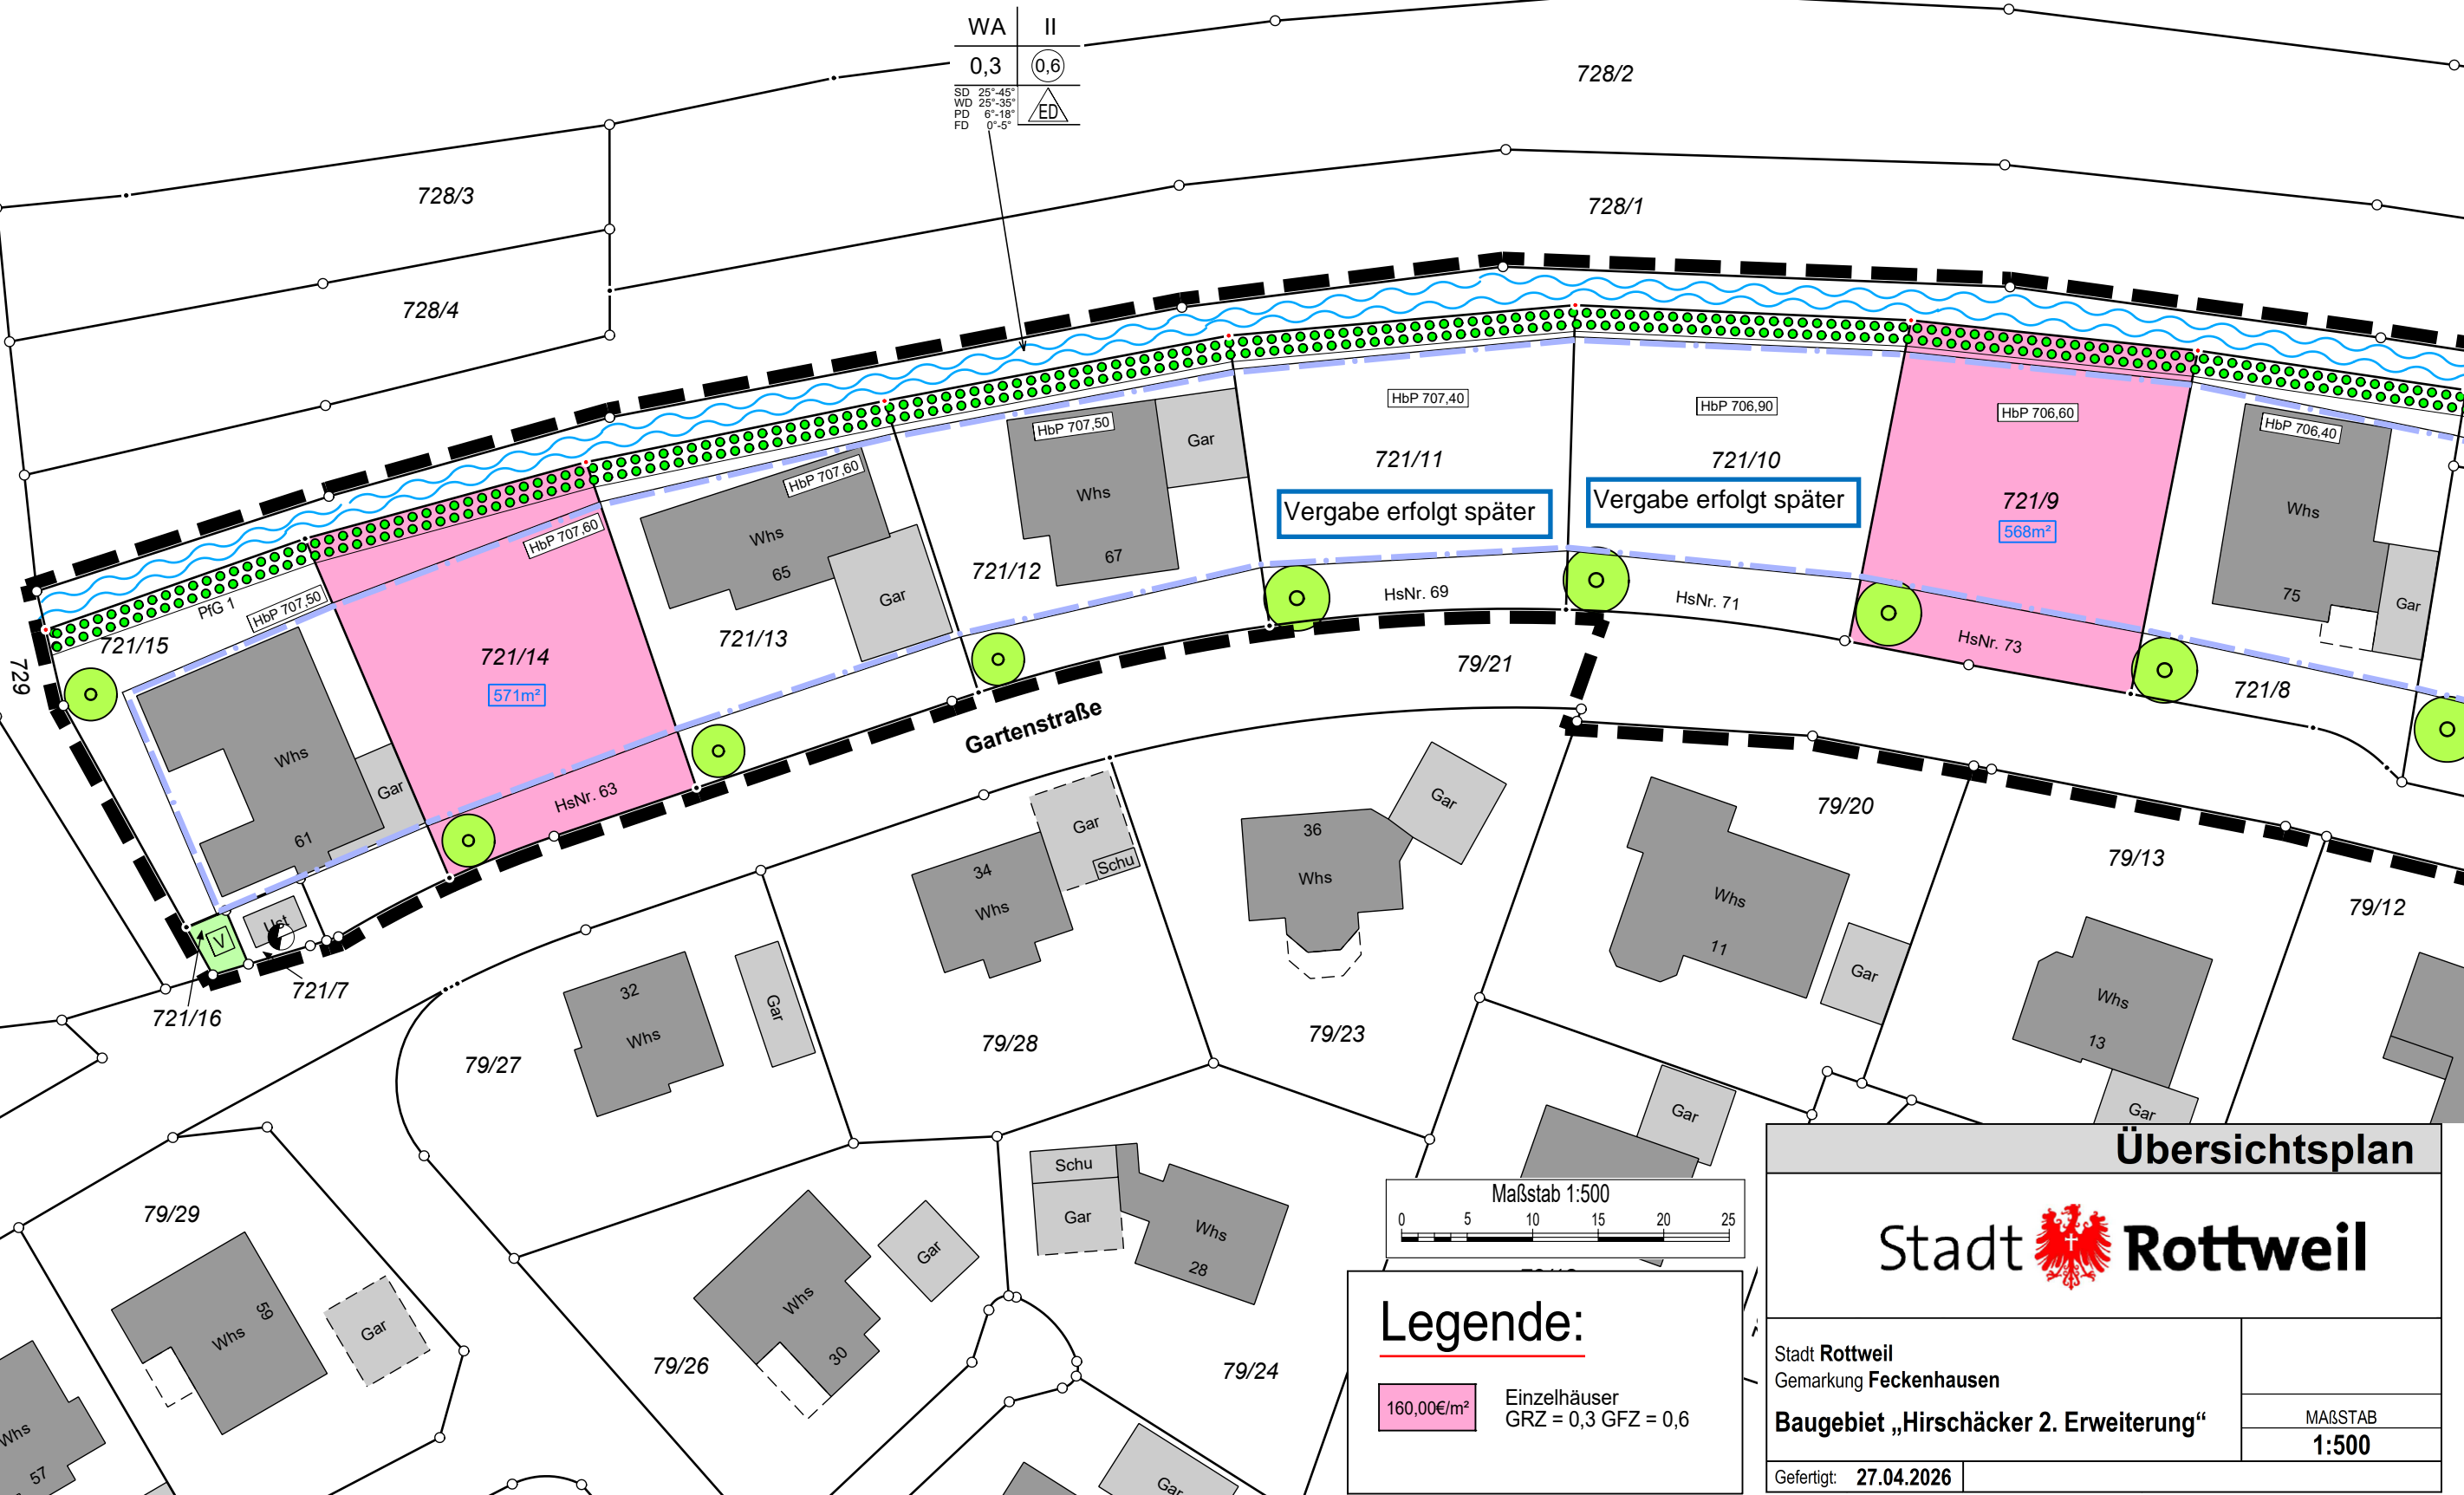 WA II
0,3 0,6
SD 25°-45°
WD 25°-35°
PD 6°-18°
FD 0°-5°
ED
728/2
728/3
728/1
728/4
HbP 707,40
HbP 706,90
HbP 706,60
HbP 706,40
HbP 707,50
HbP 707,60
HbP 707,60
HbP 707,50
PfG 1
721/15
729
721/14
571m²
HsNr. 63
Whs
61
Gar
Whs
65
Gar
721/13
721/12
Whs
67
Gar
721/11
Vergabe erfolgt später
HsNr. 69
721/10
Vergabe erfolgt später
HsNr. 71
721/9
568m²
HsNr. 73
Whs
75
Gar
721/8
79/21
Gartenstraße
V
Ust
721/7
721/16
79/20
79/13
79/12
Gar
Schu
34
Whs
36
Whs
Gar
Whs
11
Gar
Whs
13
Gar
32
Whs
Gar
79/27
79/28
79/23
Gar
79/29
59
Whs
Gar
Whs
57
Whs
30
Gar
79/26
Schu
Gar
Whs
28
79/24
Gar
Maßstab 1:500
0 5 10 15 20 25
Legende:
160,00€/m²
Einzelhäuser
GRZ = 0,3 GFZ = 0,6
Übersichtsplan
Stadt Rottweil
Stadt Rottweil
Gemarkung Feckenhausen
Baugebiet „Hirschäcker 2. Erweiterung“
MAßSTAB
1:500
Gefertigt: 27.04.2026